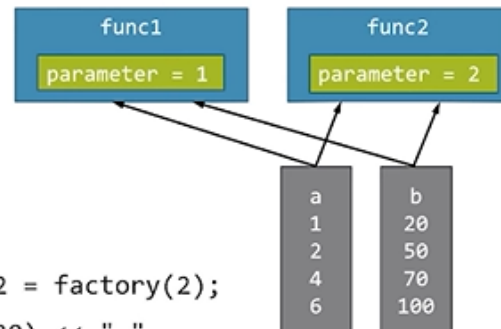 func1
parameter = 1
func2
parameter = 2
a
1
2
4
6
b
20
50
70
100
2 = factory(2);